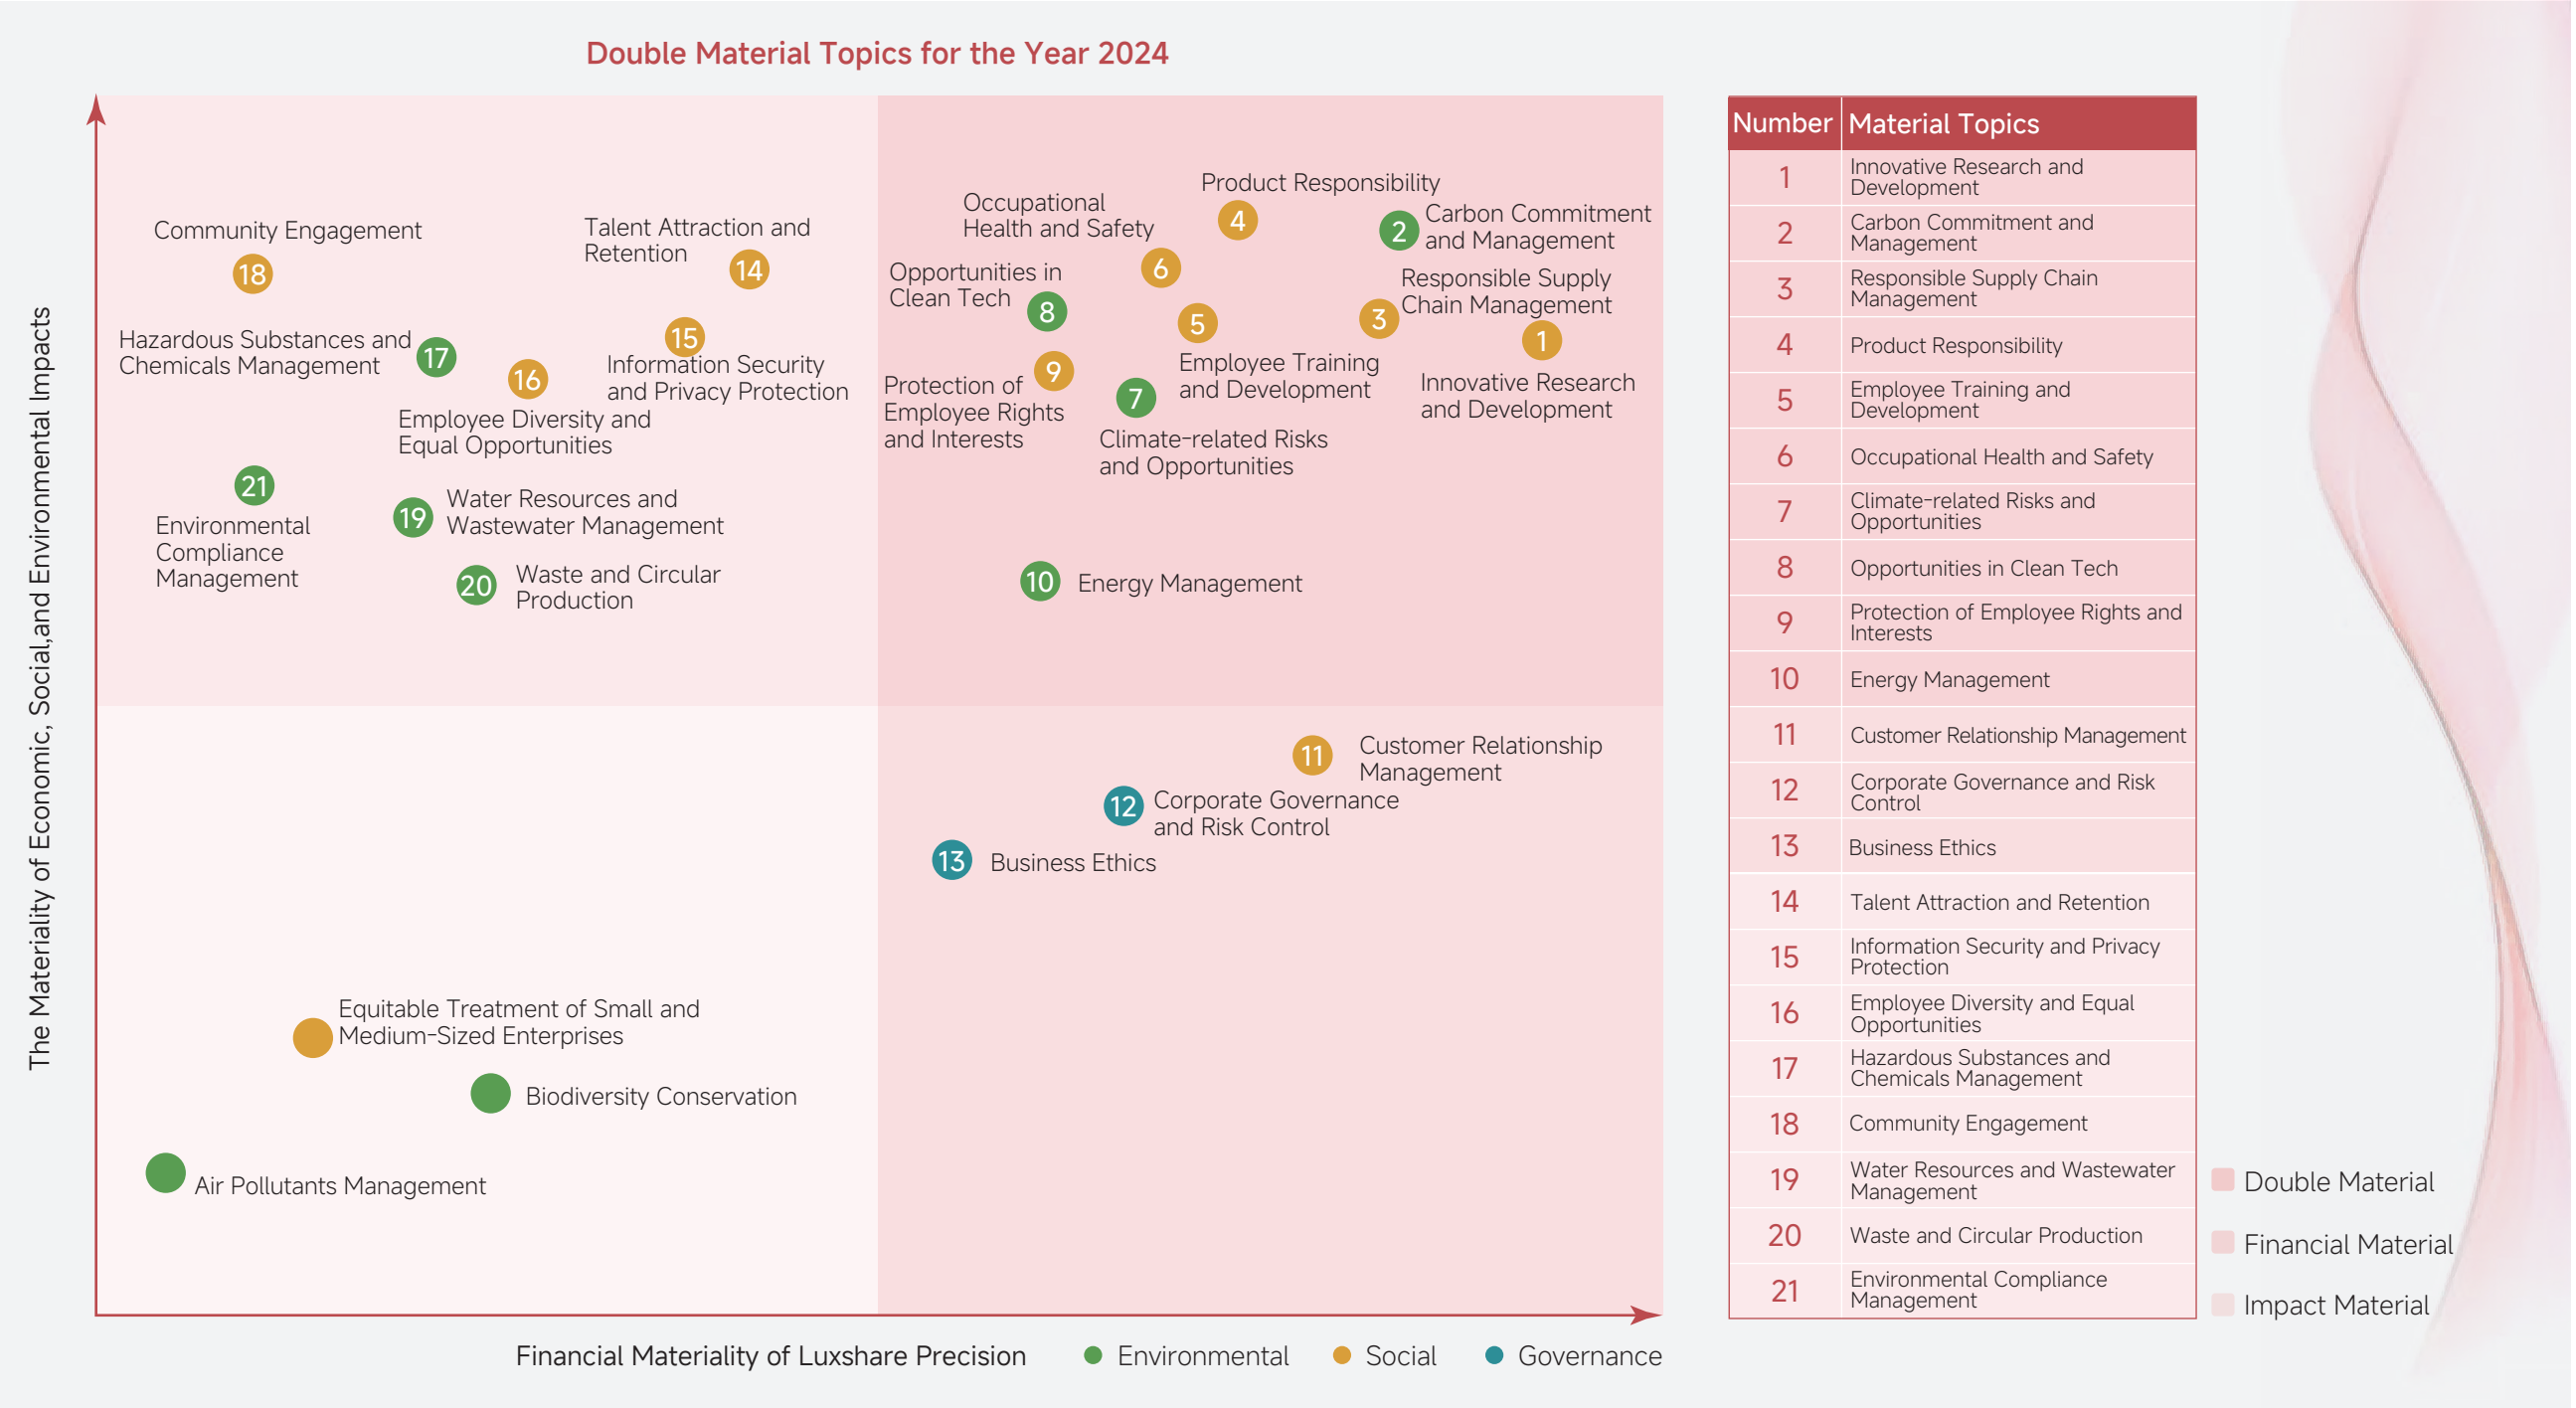 Double Material Topics for the Year 2024
The Materiality of Economic, Social,and Environmental Impacts
Community Engagement
18
Talent Attraction and
Retention
14
Hazardous Substances and
Chemicals Management
17
15
Information Security
and Privacy Protection
16
Employee Diversity and
Equal Opportunities
21
Environmental
Compliance
Management
19
Water Resources and
Wastewater Management
20
Waste and Circular
Production
Product Responsibility
4
Occupational
Health and Safety
6
2
Carbon Commitment
and Management
Opportunities in
Clean Tech
8
Responsible Supply
Chain Management
3
5
Employee Training
and Development
1
Innovative Research
and Development
9
Protection of
Employee Rights
and Interests
7
Climate-related Risks
and Opportunities
10
Energy Management
11
Customer Relationship
Management
12
Corporate Governance
and Risk Control
13
Business Ethics
Equitable Treatment of Small and
Medium-Sized Enterprises
Biodiversity Conservation
Air Pollutants Management
Financial Materiality of Luxshare Precision
Environmental
Social
Governance
Number
Material Topics
1
Innovative Research and
Development
2
Carbon Commitment and
Management
3
Responsible Supply Chain
Management
4
Product Responsibility
5
Employee Training and
Development
6
Occupational Health and Safety
7
Climate-related Risks and
Opportunities
8
Opportunities in Clean Tech
9
Protection of Employee Rights and
Interests
10
Energy Management
11
Customer Relationship Management
12
Corporate Governance and Risk
Control
13
Business Ethics
14
Talent Attraction and Retention
15
Information Security and Privacy
Protection
16
Employee Diversity and Equal
Opportunities
17
Hazardous Substances and
Chemicals Management
18
Community Engagement
19
Water Resources and Wastewater
Management
20
Waste and Circular Production
21
Environmental Compliance
Management
Double Material
Financial Material
Impact Material